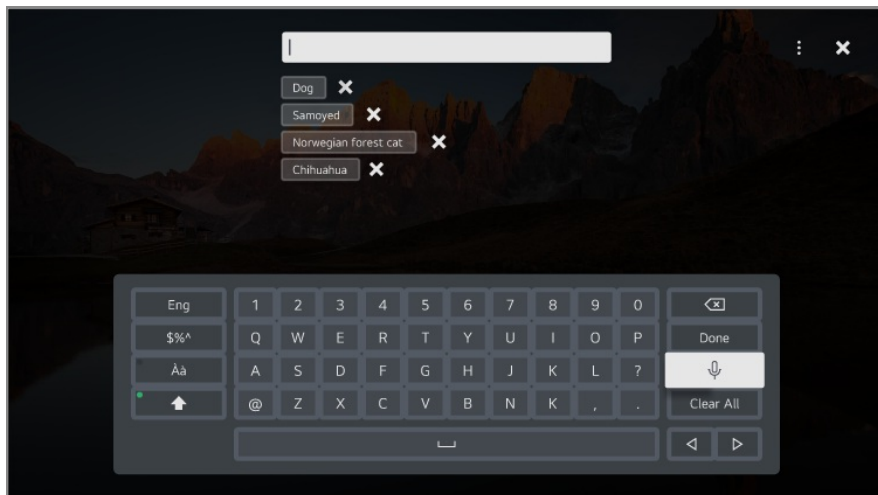 Dog
Samoyed
Norwegian forest cat
Chihuahua
Eng 1 2 3 4 5 6 7 8 9 0
$%^ Q W E R T Y U I O P Done
Àà A S D F G H J K L ?
@ Z X C V B N K , . Clear All